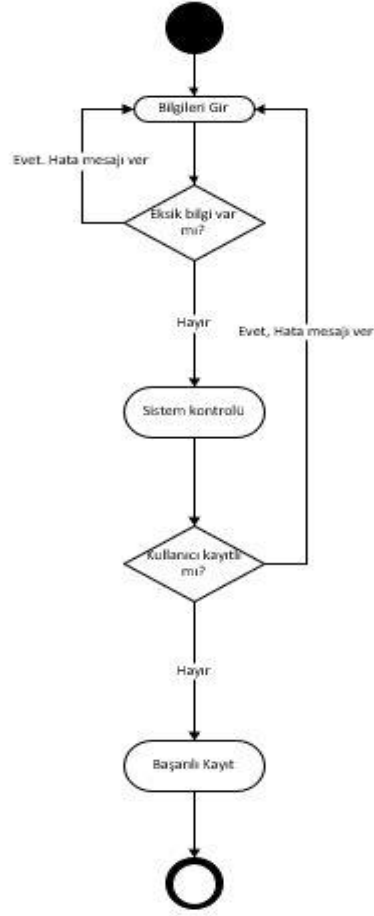 Bilgileri Gir
Evet. Hata mesajı ver
Eksik bilgi var
mı?
Hayır
Evet, Hata mesajı ver
Sistem kontrolü
Kullanıcı kayıtlı
mı?
Hayır
Başarılı Kayıt